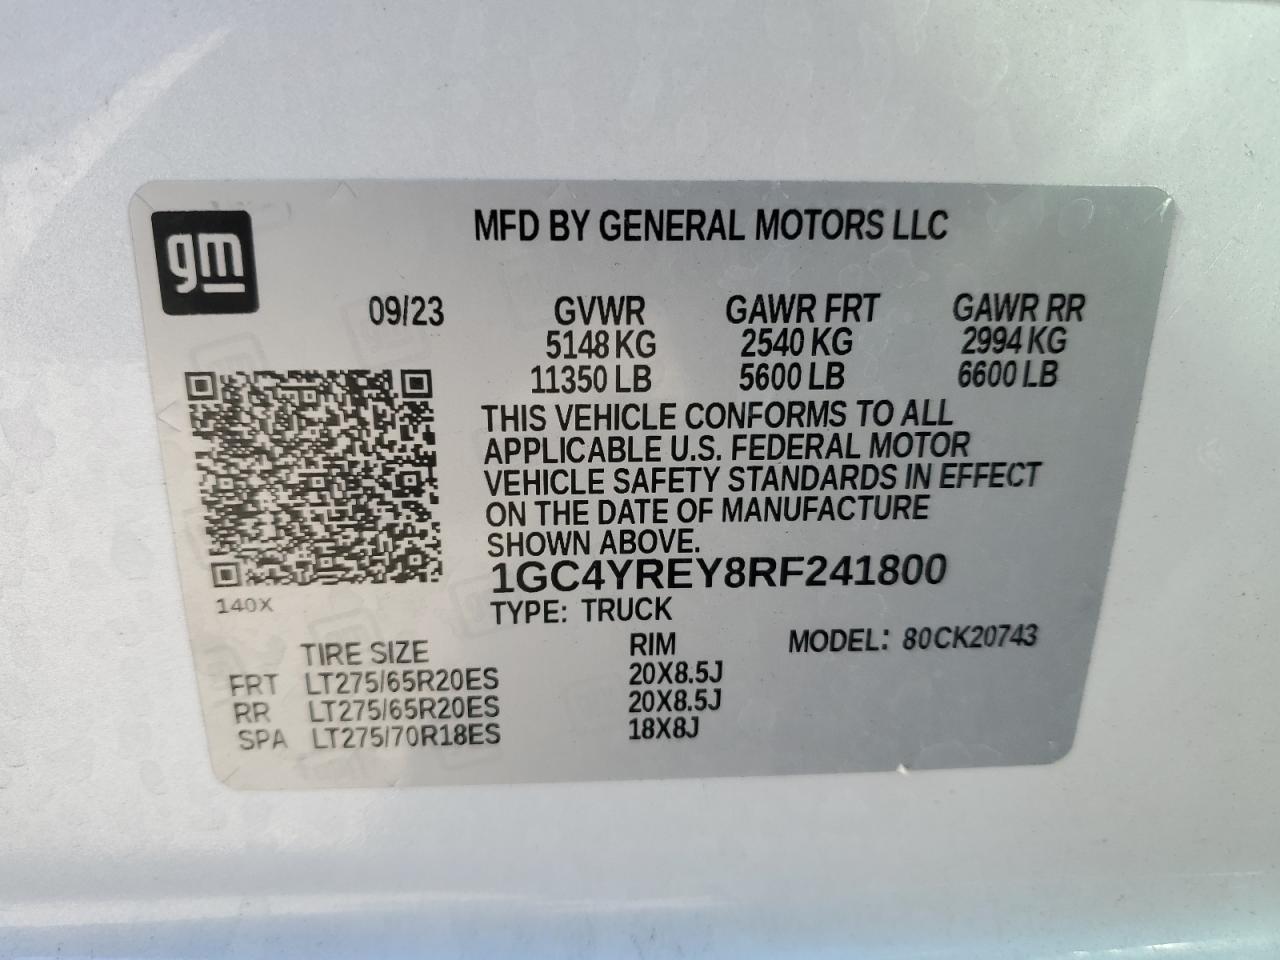 gm
MFD BY GENERAL MOTORS LLC
09/23 GVWR GAWR FRT GAWR RR
5148 KG 2540 KG 2994 KG
11350 LB 5600 LB 6600 LB
THIS VEHICLE CONFORMS TO ALL
APPLICABLE U.S. FEDERAL MOTOR
VEHICLE SAFETY STANDARDS IN EFFECT
ON THE DATE OF MANUFACTURE
SHOWN ABOVE.
1GC4YREY8RF241800
140X
TYPE: TRUCK
TIRE SIZE RIM MODEL: 80CK20743
FRT LT275/65R20ES 20X8.5J
RR LT275/65R20ES 20X8.5J
SPA LT275/70R18ES 18X8J